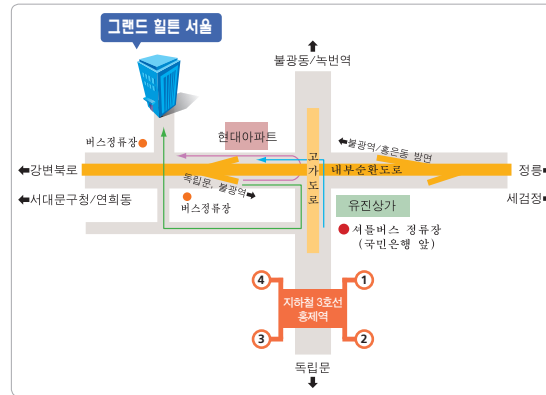 그랜드 힐튼 서울
불광동/녹번역
버스정류장
현대아파트
고가도로
불광역/홍은동 방면
강변북로
내부순환도로
정릉
서대문구청/연희동
독립문, 불광역
버스정류장
유진상가
세검정
셔틀버스 정류장
(국민은행 앞)
4
1
지하철 3호선
홍제역
3
2
독립문